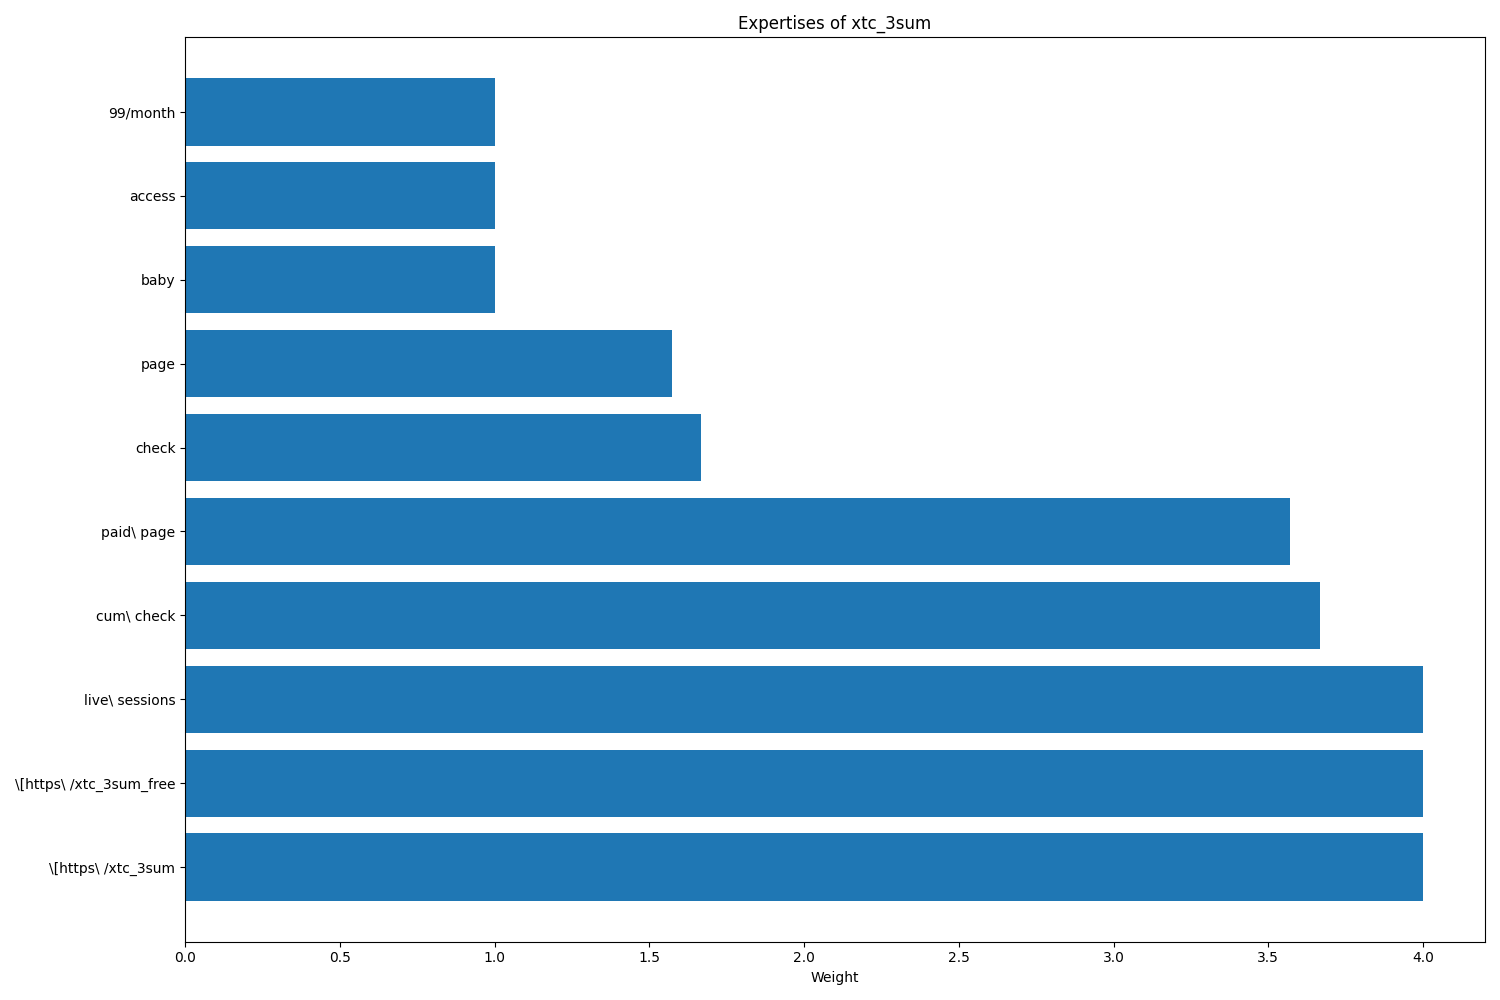 Expertises of xtc_3sum
99/month
access
baby
page
check
paid\ page
cum\ check
live\ sessions
\[https\ /xtc_3sum_free
\[https\ /xtc_3sum
0.0 0.5 1.0 1.5 2.0 2.5 3.0 3.5 4.0
Weight